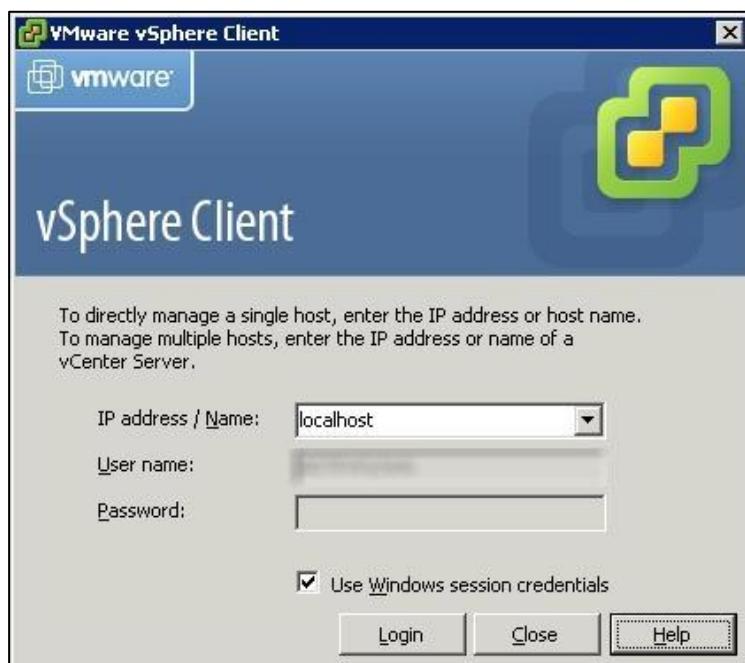 VMware vSphere Client
vmware
vSphere Client
To directly manage a single host, enter the IP address or host name.
To manage multiple hosts, enter the IP address or name of a
vCenter Server.
IP address / Name: localhost
User name:
Password:
Use Windows session credentials
Login Close Help